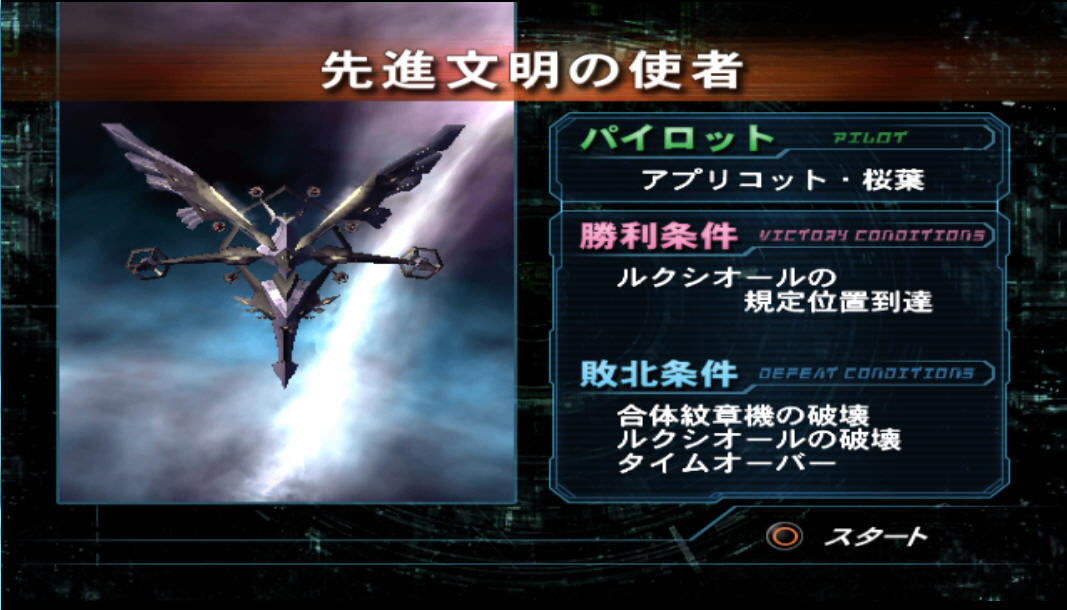 先進文明の使者
パイロット PILOT
アプリコット・桜葉
勝利条件 VICTORY CONDITIONS
ルクシオールの
規定位置到達
敗北条件 DEFEAT CONDITIONS
合体紋章機の破壊
ルクシオールの破壊
タイムオーバー
スタート